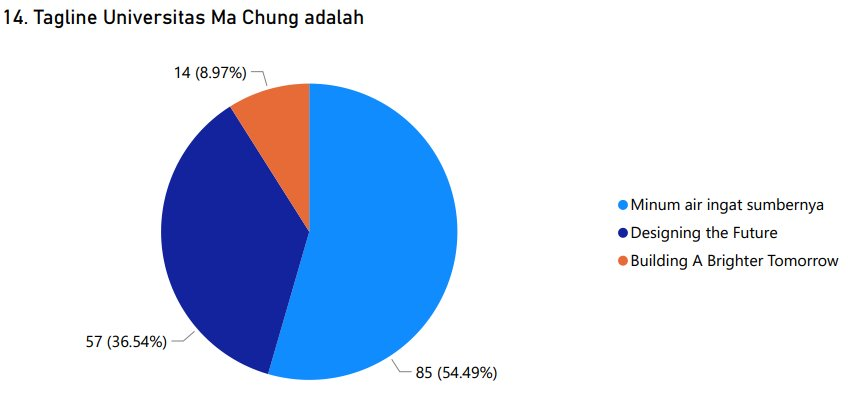 14. Tagline Universitas Ma Chung adalah
14 (8.97%)
57 (36.54%)
85 (54.49%)
Minum air ingat sumbernya
Designing the Future
Building A Brighter Tomorrow